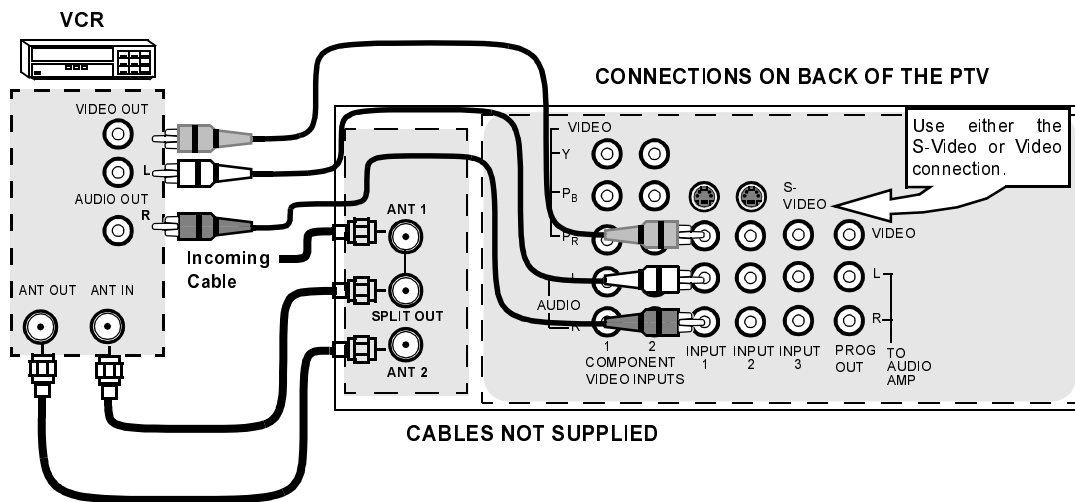 VCR
CONNECTIONS ON BACK OF THE PTV
VIDEO OUT
L
AUDIO OUT
R
ANT OUT
ANT IN
Incoming
Cable
ANT 1
SPLIT OUT
ANT 2
VIDEO
Y
PB
PR
L
AUDIO
R
1
2
COMPONENT
VIDEO INPUTS
INPUT
1
INPUT
2
INPUT
3
PROG
OUT
S-
VIDEO
VIDEO
L
R
TO
AUDIO
AMP
Use either the
S-Video or Video
connection.
CABLES NOT SUPPLIED